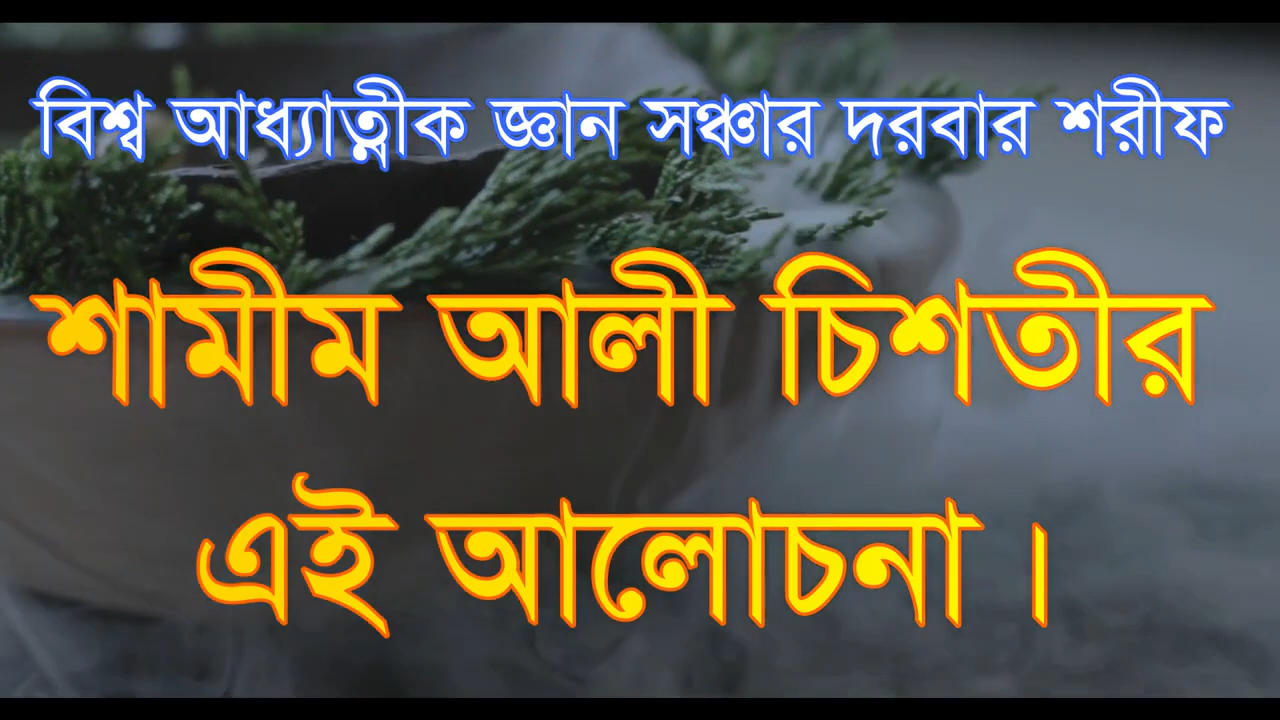 বিশ্ব আধ্যাত্নীক জ্ঞান সঞ্চার দরবার শরীফ
শামীম আলী চিশতীর
এই আলোচনা।